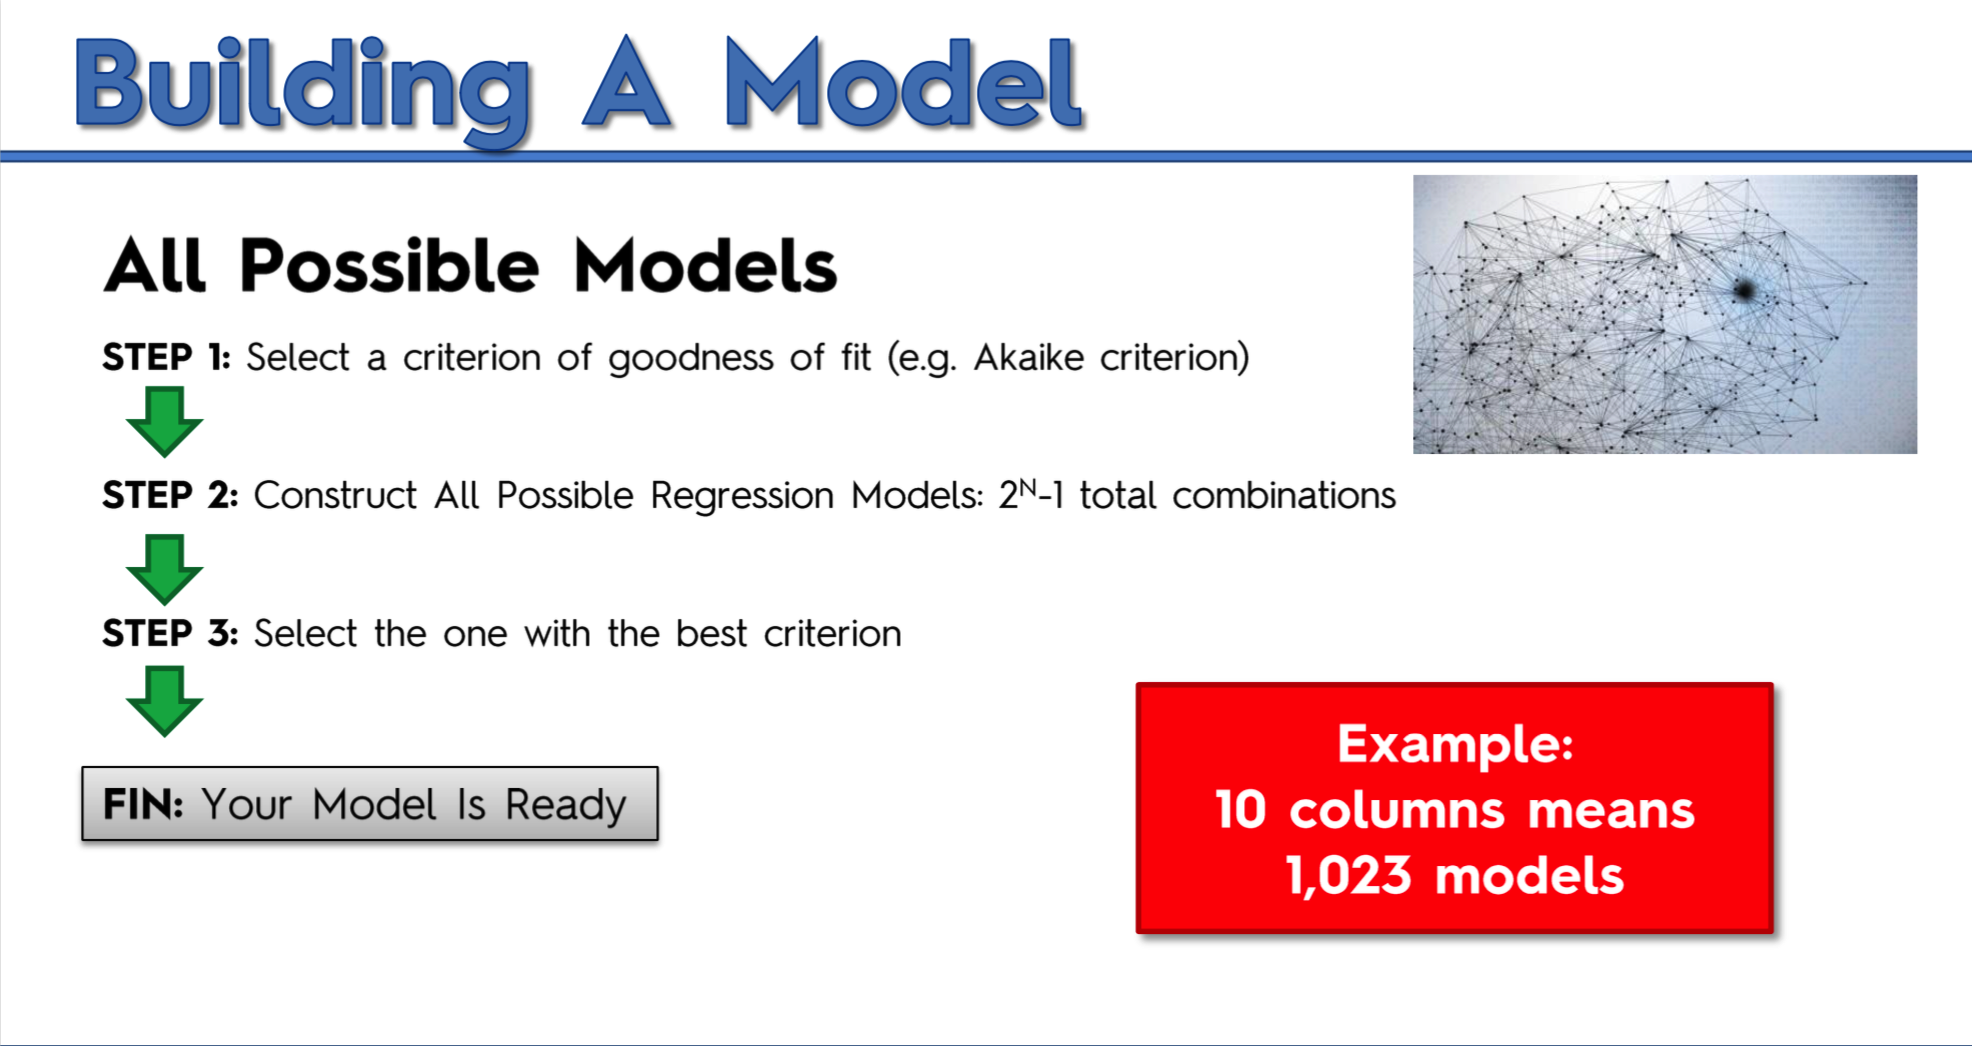 Building A Model
All Possible Models
STEP 1: Select a criterion of goodness of fit (e.g. Akaike criterion)
STEP 2: Construct All Possible Regression Models: 2ᴺ-1 total combinations
STEP 3: Select the one with the best criterion
FIN: Your Model Is Ready
Example:
10 columns means
1,023 models